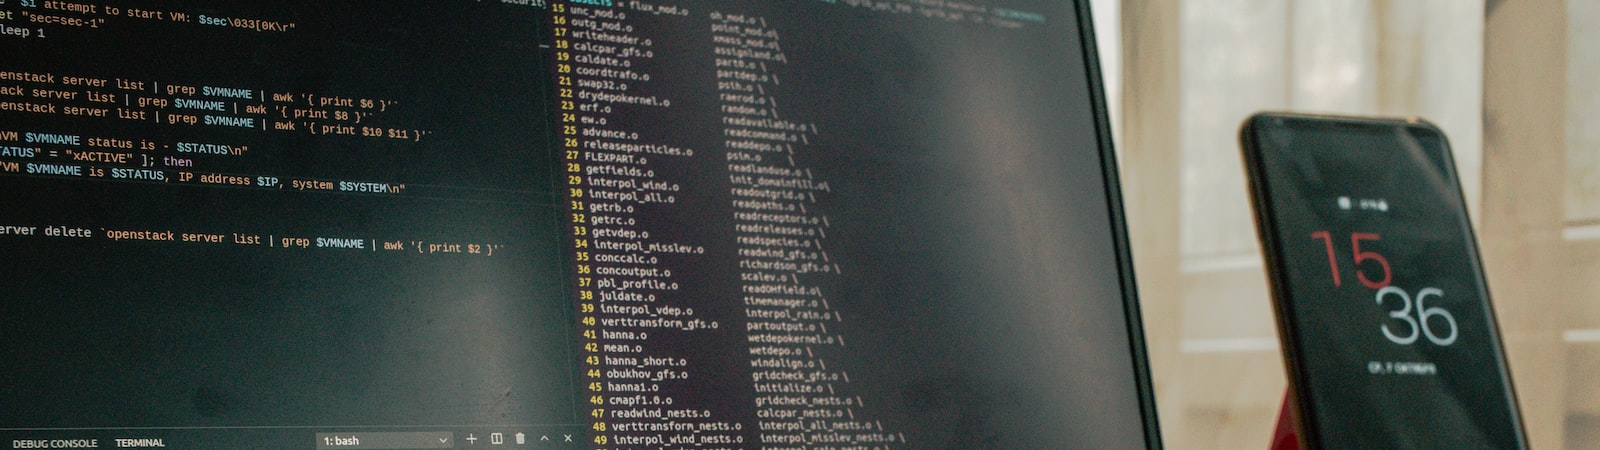 $1 attempt to start VM: $sec\033[0K\r"
et "sec=sec-1"
leep 1
enstack server list | grep $VMNAME | awk '{ print $6 }'`
ack server list | grep $VMNAME | awk '{ print $8 }'`
penstack server list | grep $VMNAME | awk '{ print $10 $11 }'`
nVM $VMNAME status is - $STATUS\n"
TATUS" = "xACTIVE" ]; then
"VM $VMNAME is $STATUS, IP address $IP, system $SYSTEM\n"
erver delete `openstack server list | grep $VMNAME | awk '{ print $2 }'`
DEBUG CONSOLE TERMINAL 1: bash
OBJECTS = flux_mod.o
15 unc_mod.o oh_mod.o \
16 outg_mod.o point_mod.o\
17 writeheader.o xmass_mod.o\
18 calcpar_gfs.o assignland.o\
19 caldate.o part0.o \
20 coordtrafo.o partdep.o \
21 swap32.o psih.o \
22 drydepokernel.o raerod.o \
23 erf.o random.o \
24 ew.o readavailable.o \
25 advance.o readcommand.o \
26 releaseparticles.o readdepo.o \
27 FLEXPART.o psim.o \
28 getfields.o readlanduse.o \
29 interpol_wind.o init_domainfill.o\
30 interpol_all.o readoutgrid.o \
31 getrb.o readpaths.o \
32 getrc.o readreceptors.o \
33 getvdep.o readreleases.o \
34 interpol_misslev.o readspecies.o \
35 conccalc.o readwind_gfs.o \
36 concoutput.o richardson_gfs.o \
37 pbl_profile.o scalev.o \
38 juldate.o readOHfield.o\
39 interpol_vdep.o timemanager.o \
40 verttransform_gfs.o interpol_rain.o \
41 hanna.o partoutput.o \
42 mean.o wetdepokernel.o \
43 hanna_short.o wetdepo.o \
44 obukhov_gfs.o windalign.o \
45 hanna1.o gridcheck_gfs.o \
46 cmapf1.0.o initialize.o \
47 readwind_nests.o gridcheck_nests.o \
48 verttransform_nests.o calcpar_nests.o \
49 interpol_wind_nests.o interpol_all_nests.o \
interpol_misslev_nests.o \
15
36
СР, 7 ОКТЯБРЯ